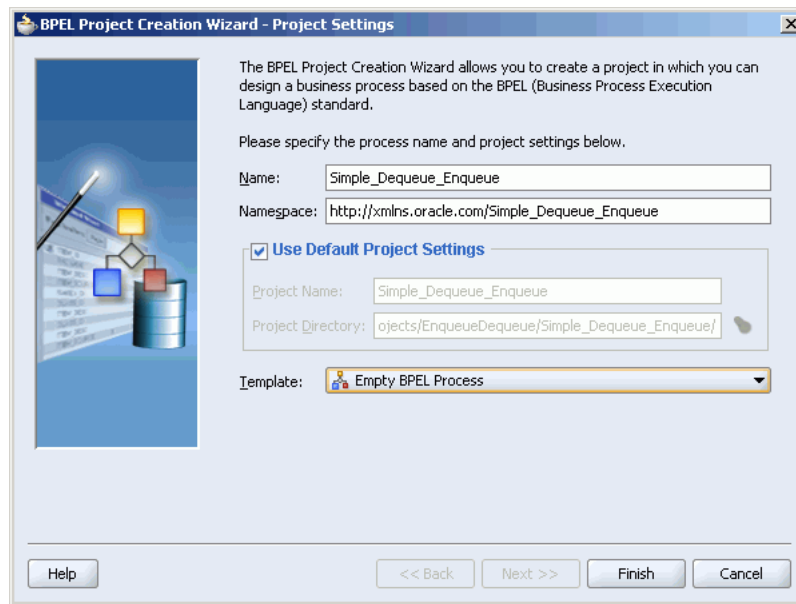 BPEL Project Creation Wizard - Project Settings
The BPEL Project Creation Wizard allows you to create a project in which you can
design a business process based on the BPEL (Business Process Execution
Language) standard.
Please specify the process name and project settings below.
Name: Simple_Dequeue_Enqueue
Namespace: http://xmlns.oracle.com/Simple_Dequeue_Enqueue
Use Default Project Settings
Project Name: Simple_Dequeue_Enqueue
Project Directory: ojects/EnqueueDequeue/Simple_Dequeue_Enqueue/
Template: Empty BPEL Process
Help << Back Next >> Finish Cancel